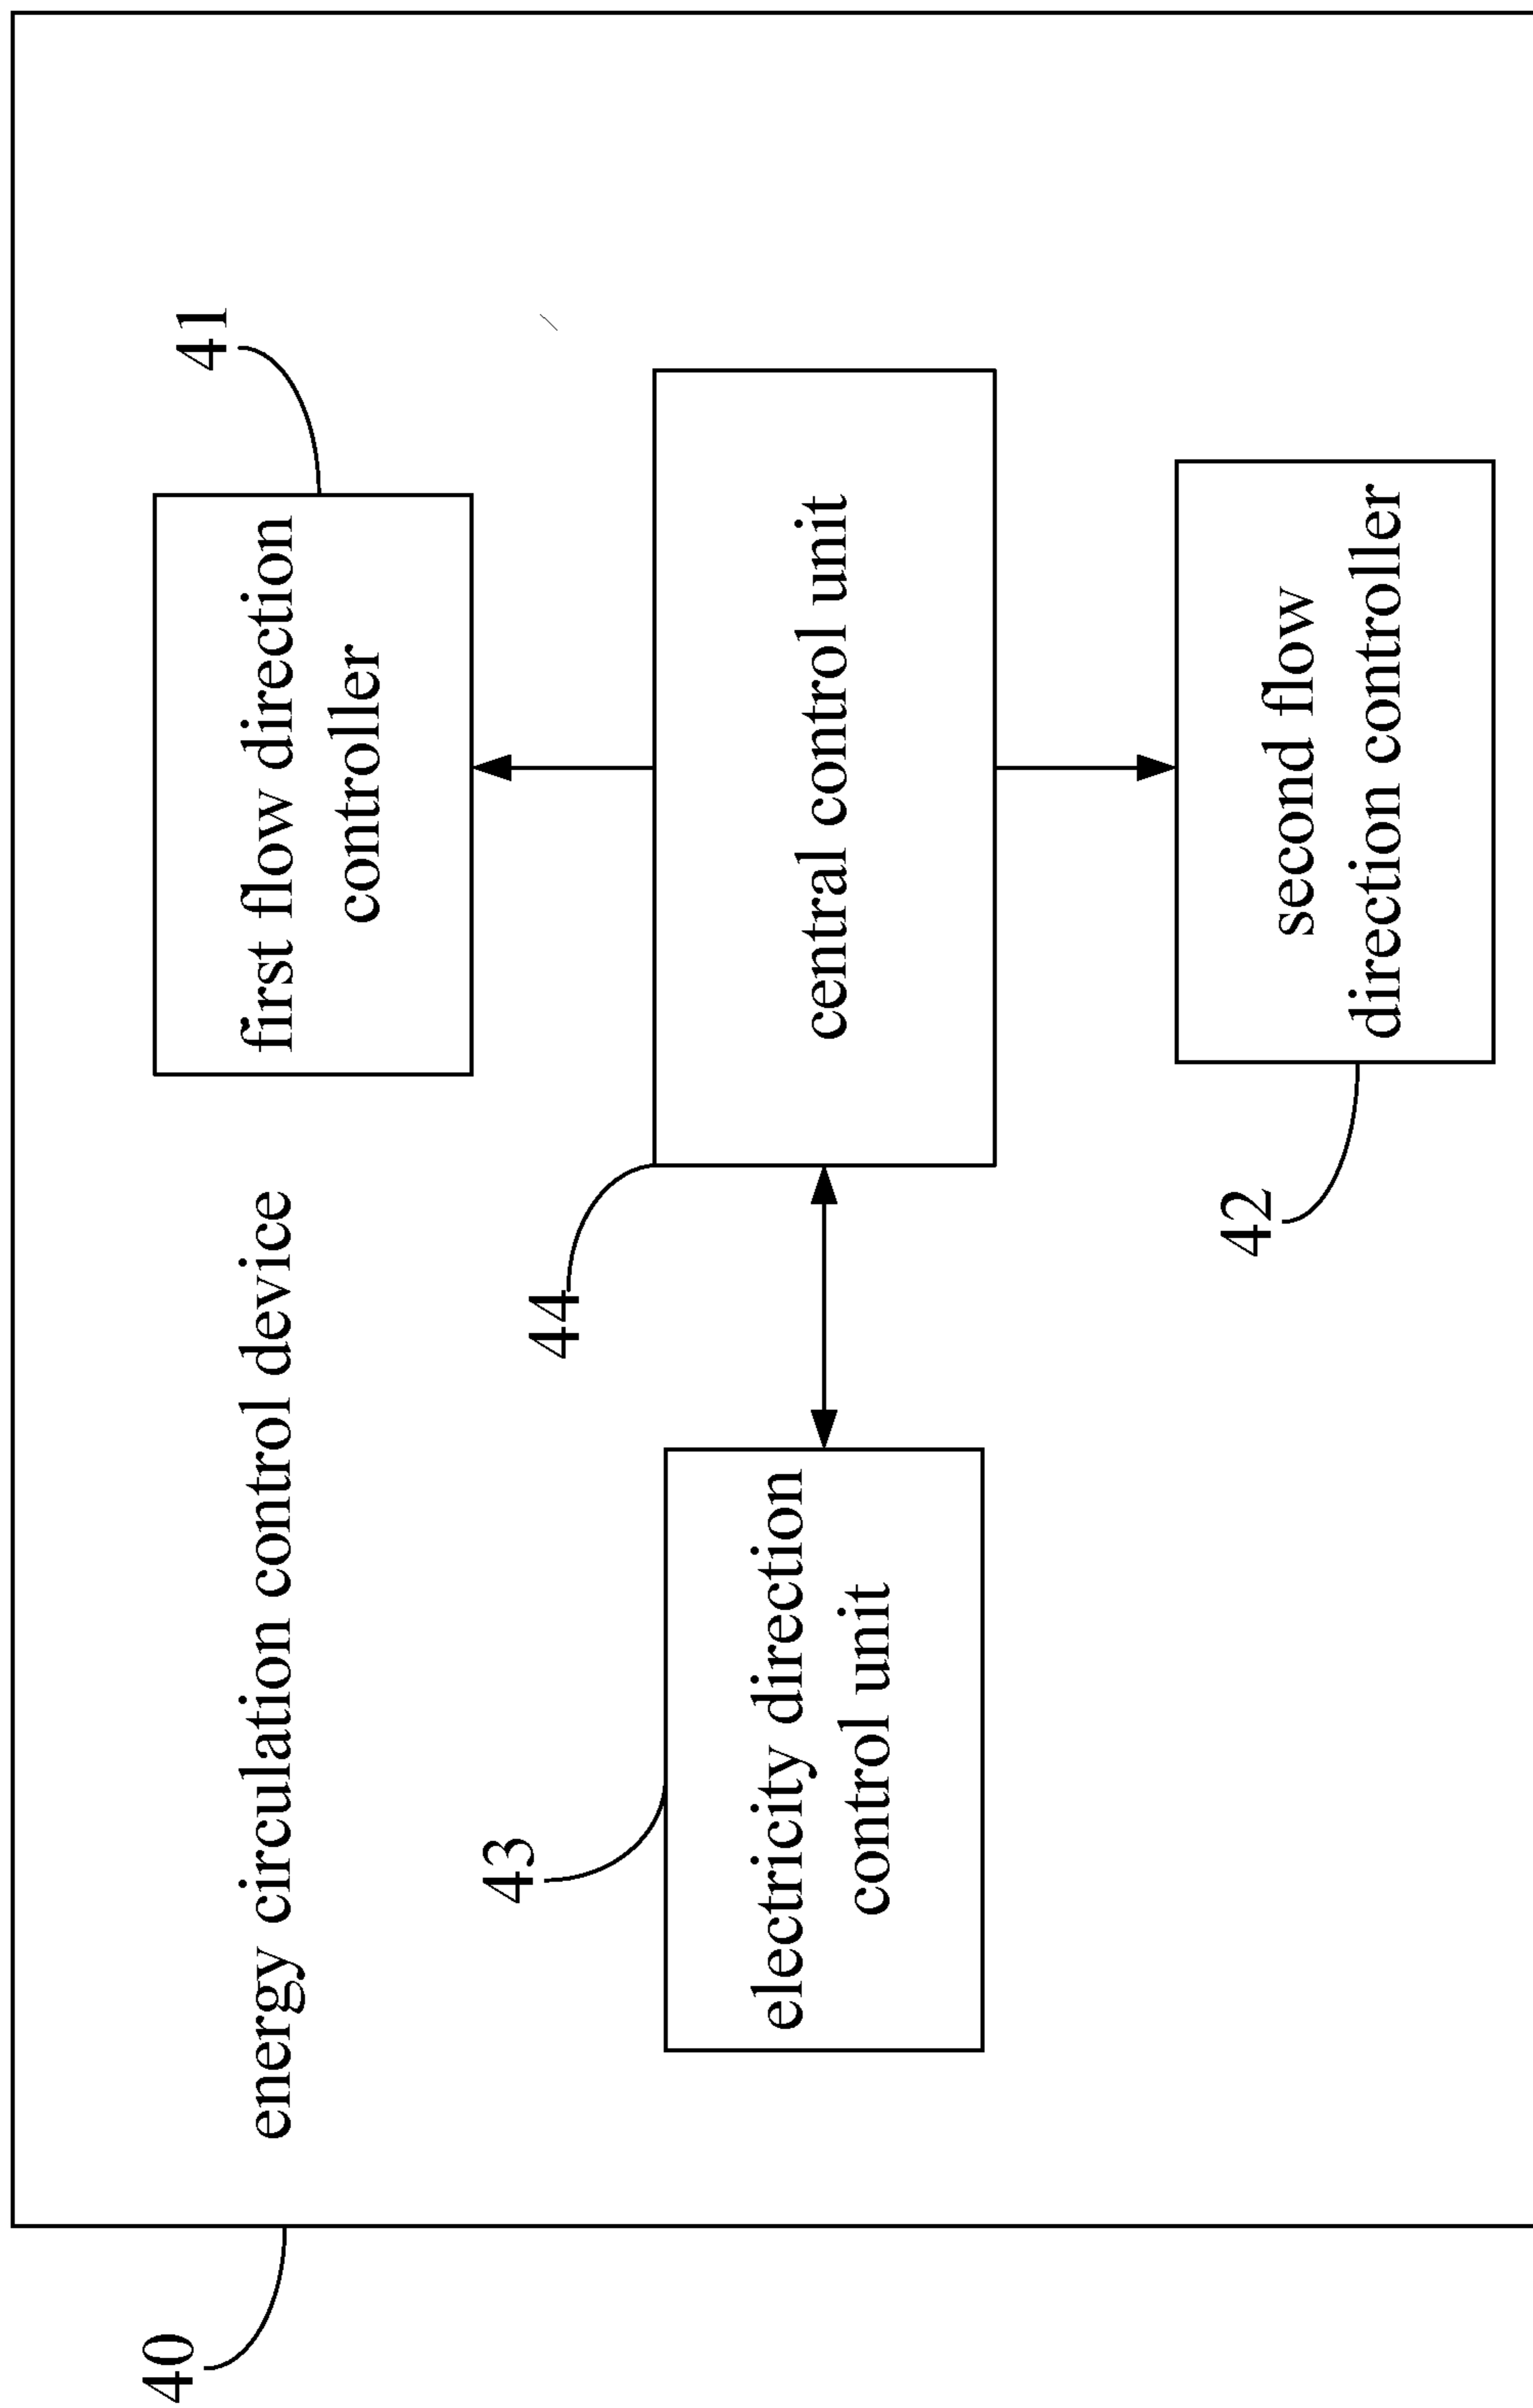 40
energy circulation control device
first flow direction
controller
41
43
electricity direction
control unit
44
central control unit
42
second flow
direction controller